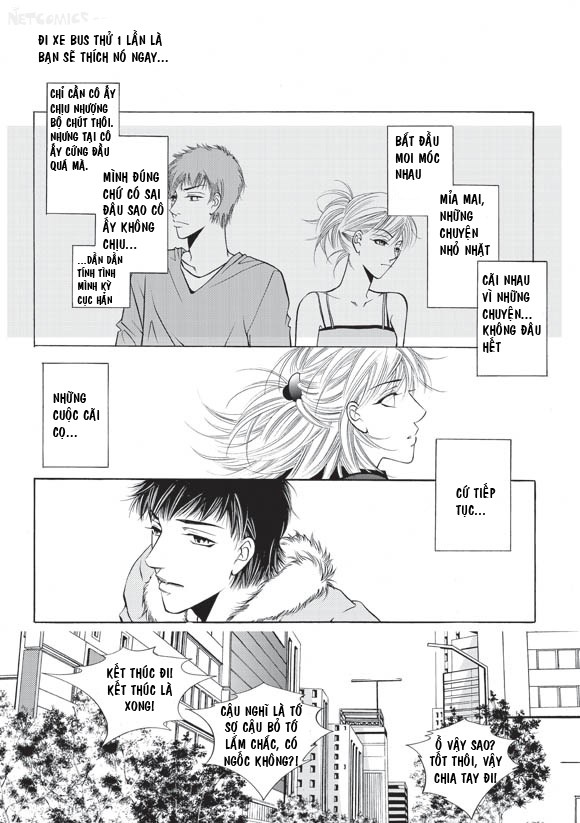 NETCOMICS
ĐI XE BUS THỬ 1 LẦN LÀ
BẠN SẼ THÍCH NÓ NGAY...
CHỈ CẦN CÔ ẤY
CHỊU NHƯỢNG
BỘ CHÚT THÔI.
NHƯNG TẠI CÔ
ẤY CỨNG ĐẦU
QUÁ MÀ.
MÌNH ĐÚNG
CHỨ CÓ SAI
ĐÂU SAO CÔ
ẤY KHÔNG
CHỊU...
...DẦN DẦN
TÍNH TÌNH
MÌNH KỲ
CỤC HẲN
BẮT ĐẦU
MOI MÓC
NHAU
MỈA MAI,
NHỮNG
CHUYỆN
NHỎ NHẶT
CÃI NHAU
VÌ NHỮNG
CHUYỆN...
KHÔNG ĐÂU
HẾT
NHỮNG
CUỘC CÃI
CỌ...
CỨ TIẾP
TỤC...
KẾT THÚC ĐI!
KẾT THÚC LÀ
XONG!
CẬU NGHĨ LÀ TỚ
SỢ CẬU BỎ TỚ
LẮM CHẮC, CÓ
NGỐC KHÔNG?!
Ồ VẬY SAO?
TỐT THÔI, VẬY
CHIA TAY ĐI!